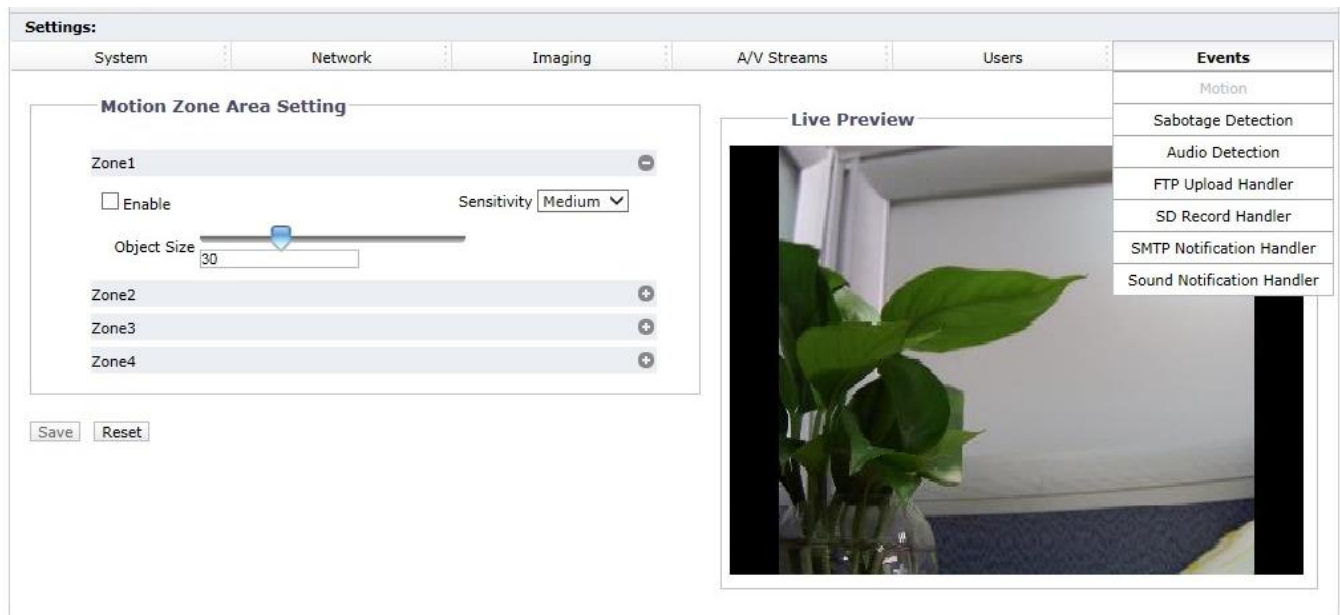 Settings:
System Network Imaging A/V Streams Users Events
Motion
Sabotage Detection
Audio Detection
FTP Upload Handler
SD Record Handler
SMTP Notification Handler
Sound Notification Handler
Motion Zone Area Setting
Zone1
Enable Sensitivity Medium
Object Size
30
Zone2
Zone3
Zone4
Save Reset
Live Preview